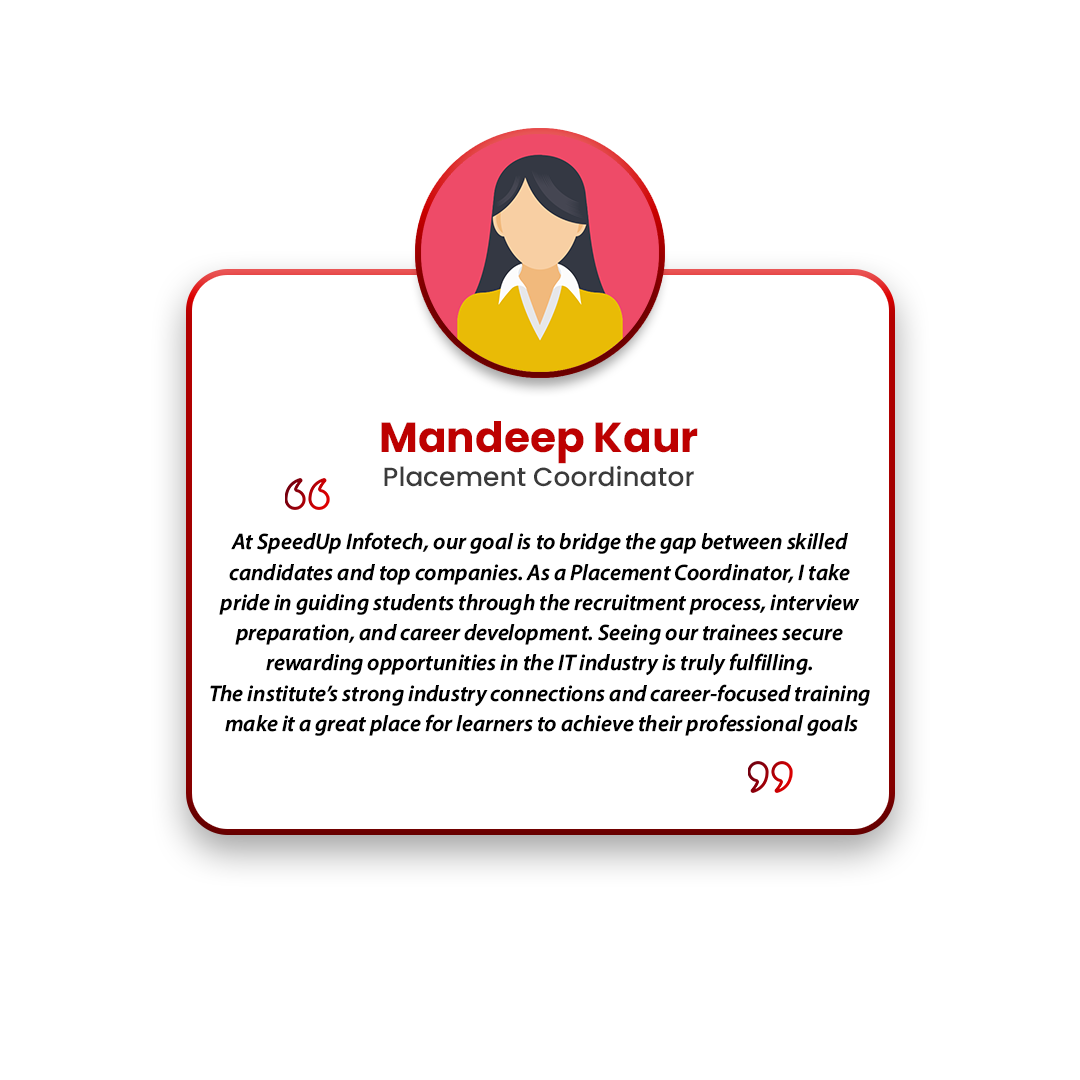 Mandeep Kaur
Placement Coordinator
“
At SpeedUp Infotech, our goal is to bridge the gap between skilled
candidates and top companies. As a Placement Coordinator, I take
pride in guiding students through the recruitment process, interview
preparation, and career development. Seeing our trainees secure
rewarding opportunities in the IT industry is truly fulfilling.
The institute’s strong industry connections and career-focused training
make it a great place for learners to achieve their professional goals
”